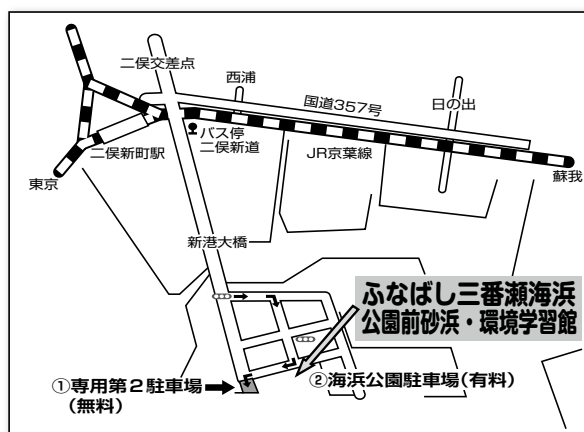 二俣交差点
西浦
国道357号
日の出
バス停
二俣新道
二俣新町駅
JR京葉線
東京
蘇我
新港大橋
ふなばし三番瀬海浜
公園前砂浜・環境学習館
①専用第2駐車場
(無料)
②海浜公園駐車場(有料)